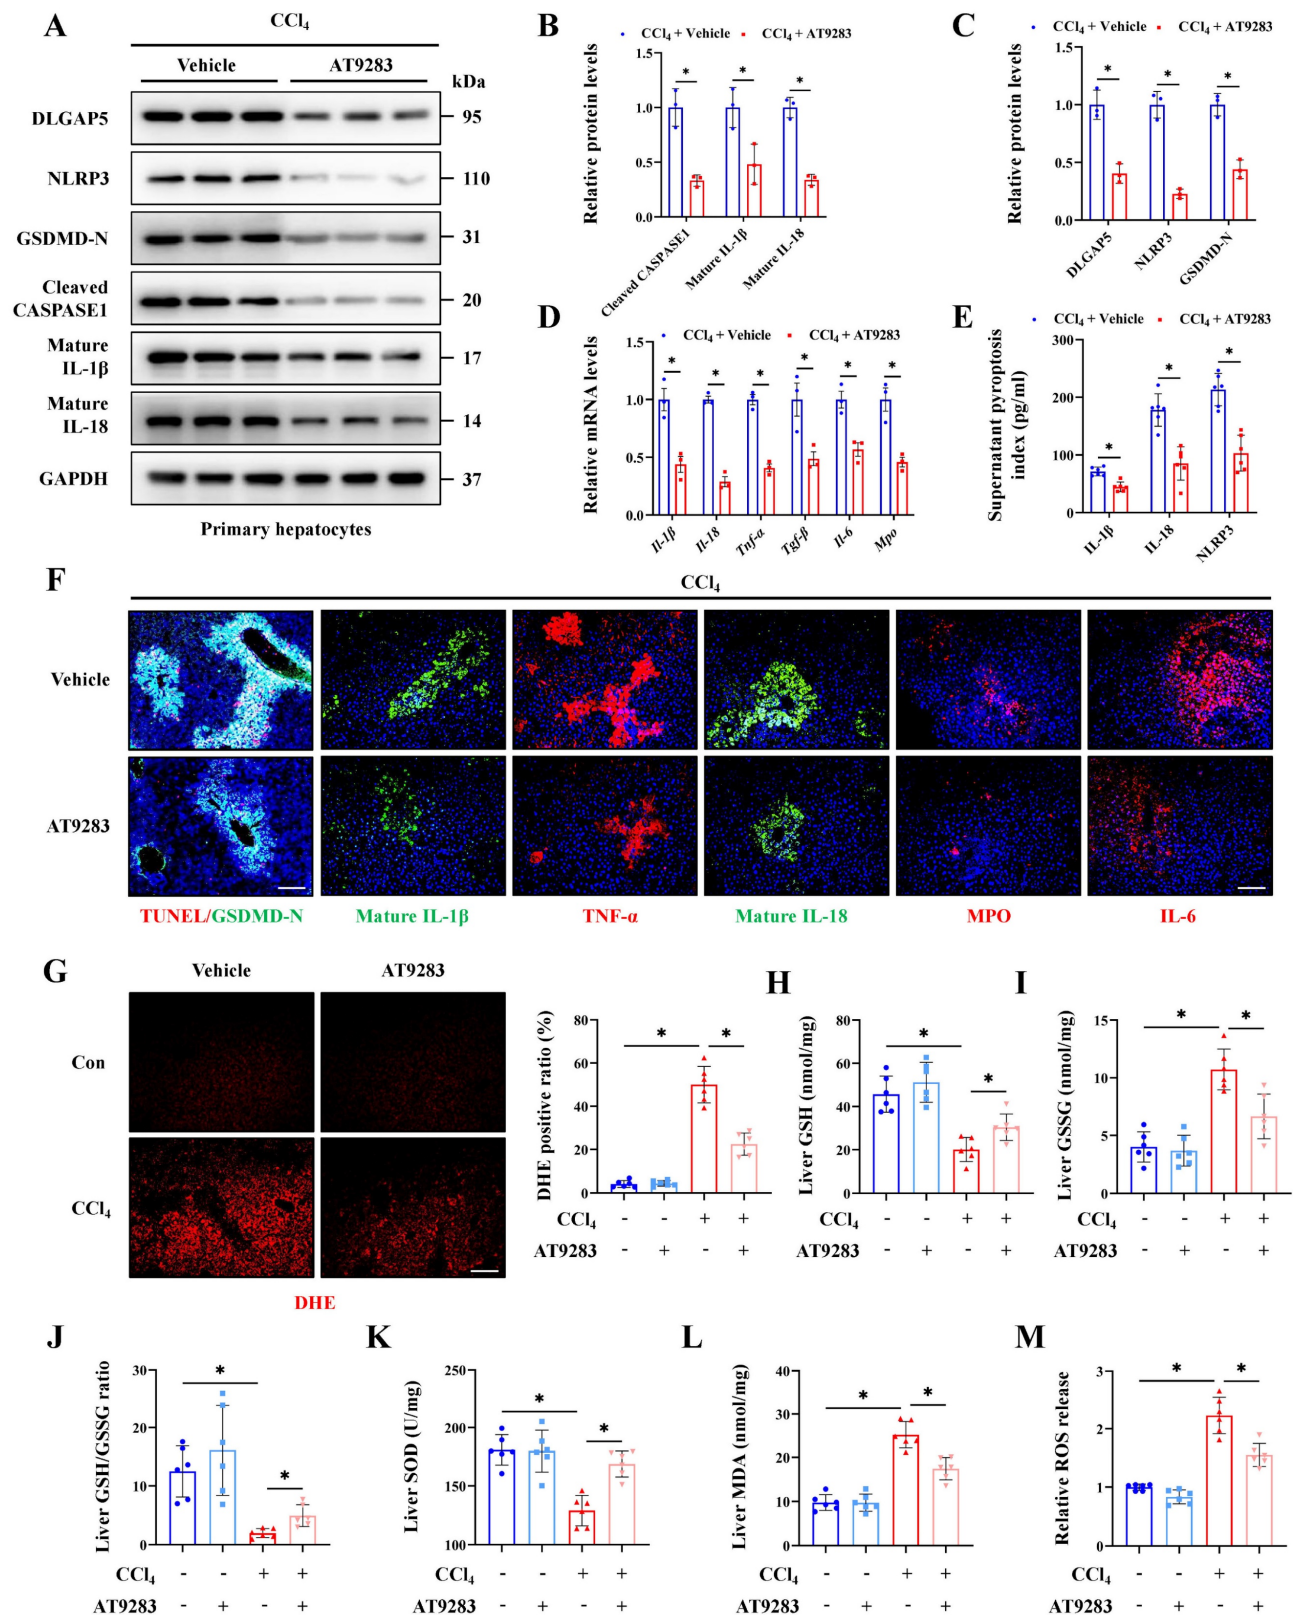 A
CCl₄
Vehicle AT9283
kDa
DLGAP5 95
NLRP3 110
GSDMD-N 31
Cleaved
CASPASE1 20
Mature
IL-1β 17
Mature
IL-18 14
GAPDH 37
Primary hepatocytes
B
CCl₄ + Vehicle CCl₄ + AT9283
Relative protein levels
1.5
1.0
0.5
0.0
Cleaved CASPASE1
Mature IL-1β
Mature IL-18
C
CCl₄ + Vehicle CCl₄ + AT9283
Relative protein levels
1.5
1.0
0.5
0.0
* * *
DLGAP5
NLRP3
GSDMD-N
D
CCl₄ + Vehicle CCl₄ + AT9283
Relative mRNA levels
1.5
1.0
0.5
0.0
Il-1β
Il-18
Tnf-α
Tgf-β
Il-6
Mpo
E
CCl₄ + Vehicle CCl₄ + AT9283
Supernatant pyroptosis
index (pg/ml)
300
200
100
0
IL-1β
IL-18
NLRP3
F
CCl₄
Vehicle
AT9283
TUNEL/GSDMD-N Mature IL-1β TNF-α Mature IL-18 MPO IL-6
G
Vehicle AT9283
Con
CCl₄
DHE
DHE positive ratio (%)
80
60
40
20
0
* *
CCl₄ - - + +
AT9283 - + - +
H
Liver GSH (nmol/mg)
80
60
40
20
0
* *
CCl₄ - - + +
AT9283 - + - +
I
Liver GSSG (nmol/mg)
15
10
5
0
* *
CCl₄ - - + +
AT9283 - + - +
J
Liver GSH/GSSG ratio
30
20
10
0
* *
CCl₄ - - + +
AT9283 - + - +
K
Liver SOD (U/mg)
250
200
150
100
* *
CCl₄ - - + +
AT9283 - + - +
L
Liver MDA (nmol/mg)
40
30
20
10
0
* *
CCl₄ - - + +
AT9283 - + - +
M
Relative ROS release
3
2
1
0
* *
CCl₄ - - + +
AT9283 - + - +